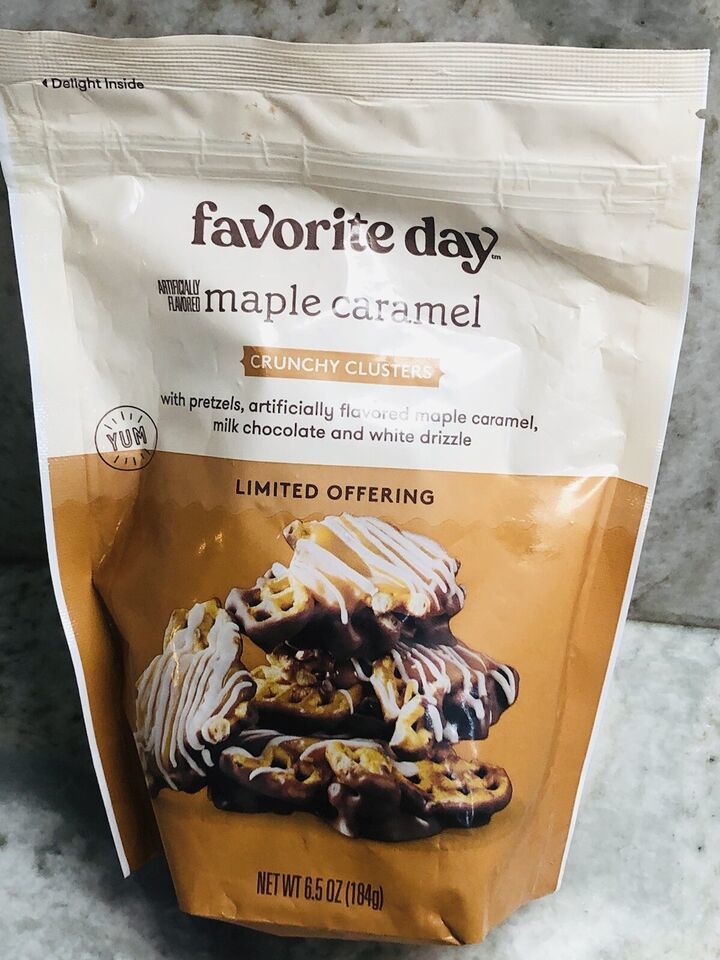 Delight Inside
favorite day™
ARTIFICIALLY
FLAVORED
maple caramel
CRUNCHY CLUSTERS
with pretzels, artificially flavored maple caramel,
milk chocolate and white drizzle
YUM
LIMITED OFFERING
NET WT 6.5 OZ (184g)